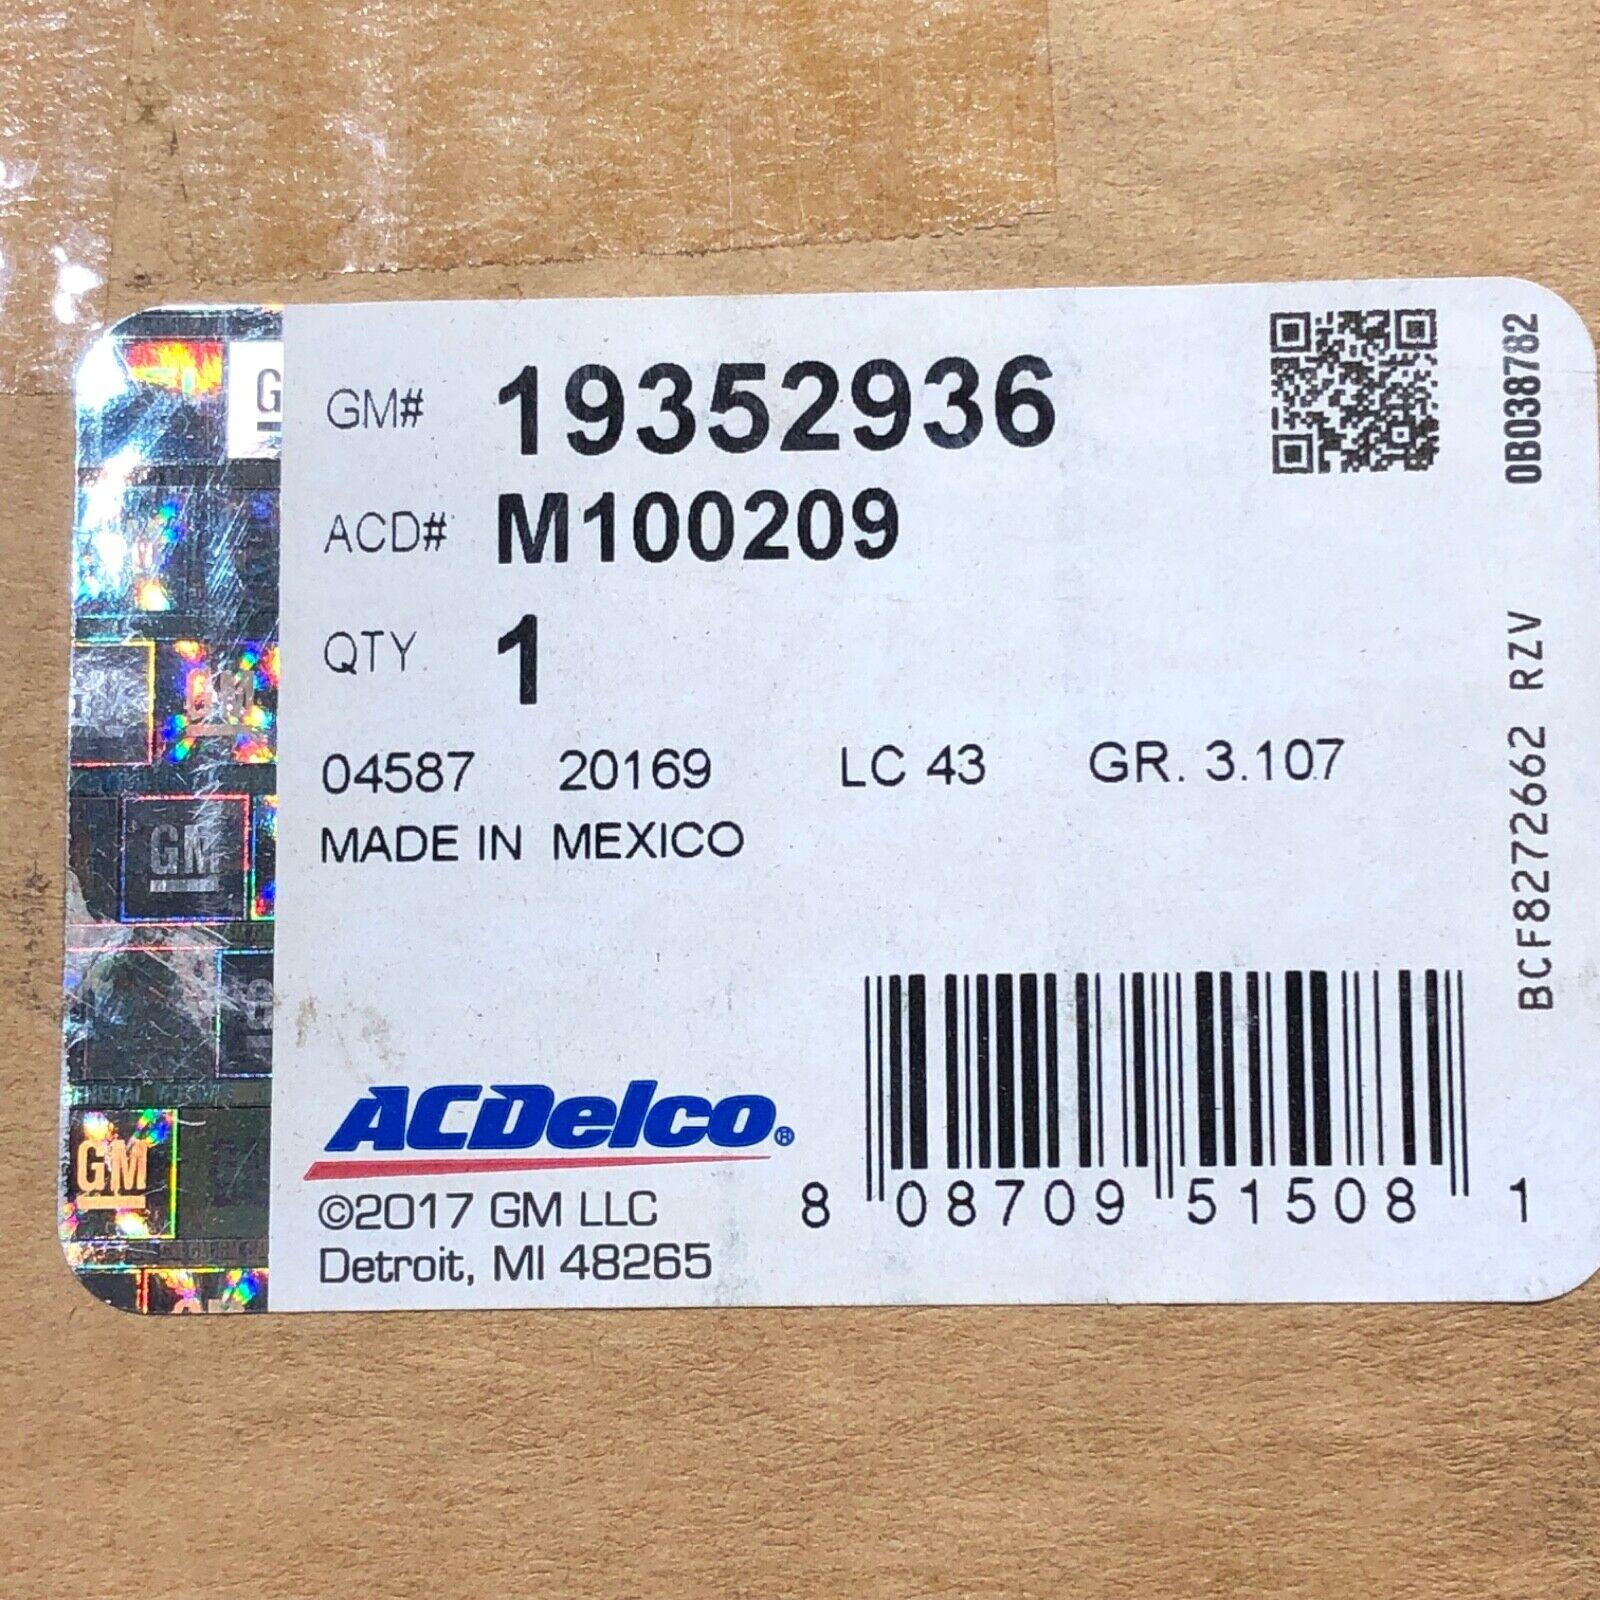 GM# 19352936
ACD# M100209
QTY 1
04587 20169 LC 43 GR. 3.107
MADE IN MEXICO
ACDelco®
©2017 GM LLC
Detroit, MI 48265
8 08709 51508 1
0B038782
BCF8272662 RZV
GM
GM
GM